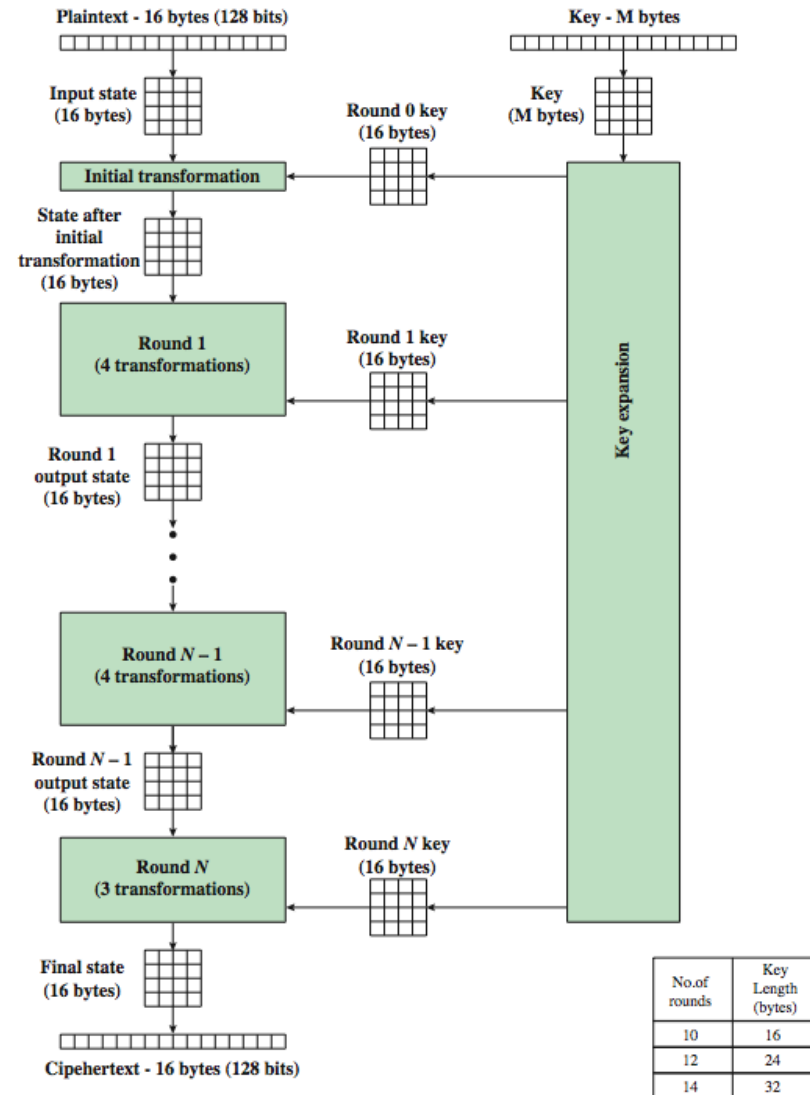 Plaintext - 16 bytes (128 bits)
Key - M bytes
Input state
(16 bytes)
Key
(M bytes)
Round 0 key
(16 bytes)
Initial transformation
State after
initial
transformation
(16 bytes)
Round 1
(4 transformations)
Round 1 key
(16 bytes)
Key expansion
Round 1
output state
(16 bytes)
Round N – 1
(4 transformations)
Round N – 1 key
(16 bytes)
Round N – 1
output state
(16 bytes)
Round N
(3 transformations)
Round N key
(16 bytes)
Final state
(16 bytes)
Cipehertext - 16 bytes (128 bits)
No.of
rounds
Key
Length
(bytes)
10 16
12 24
14 32